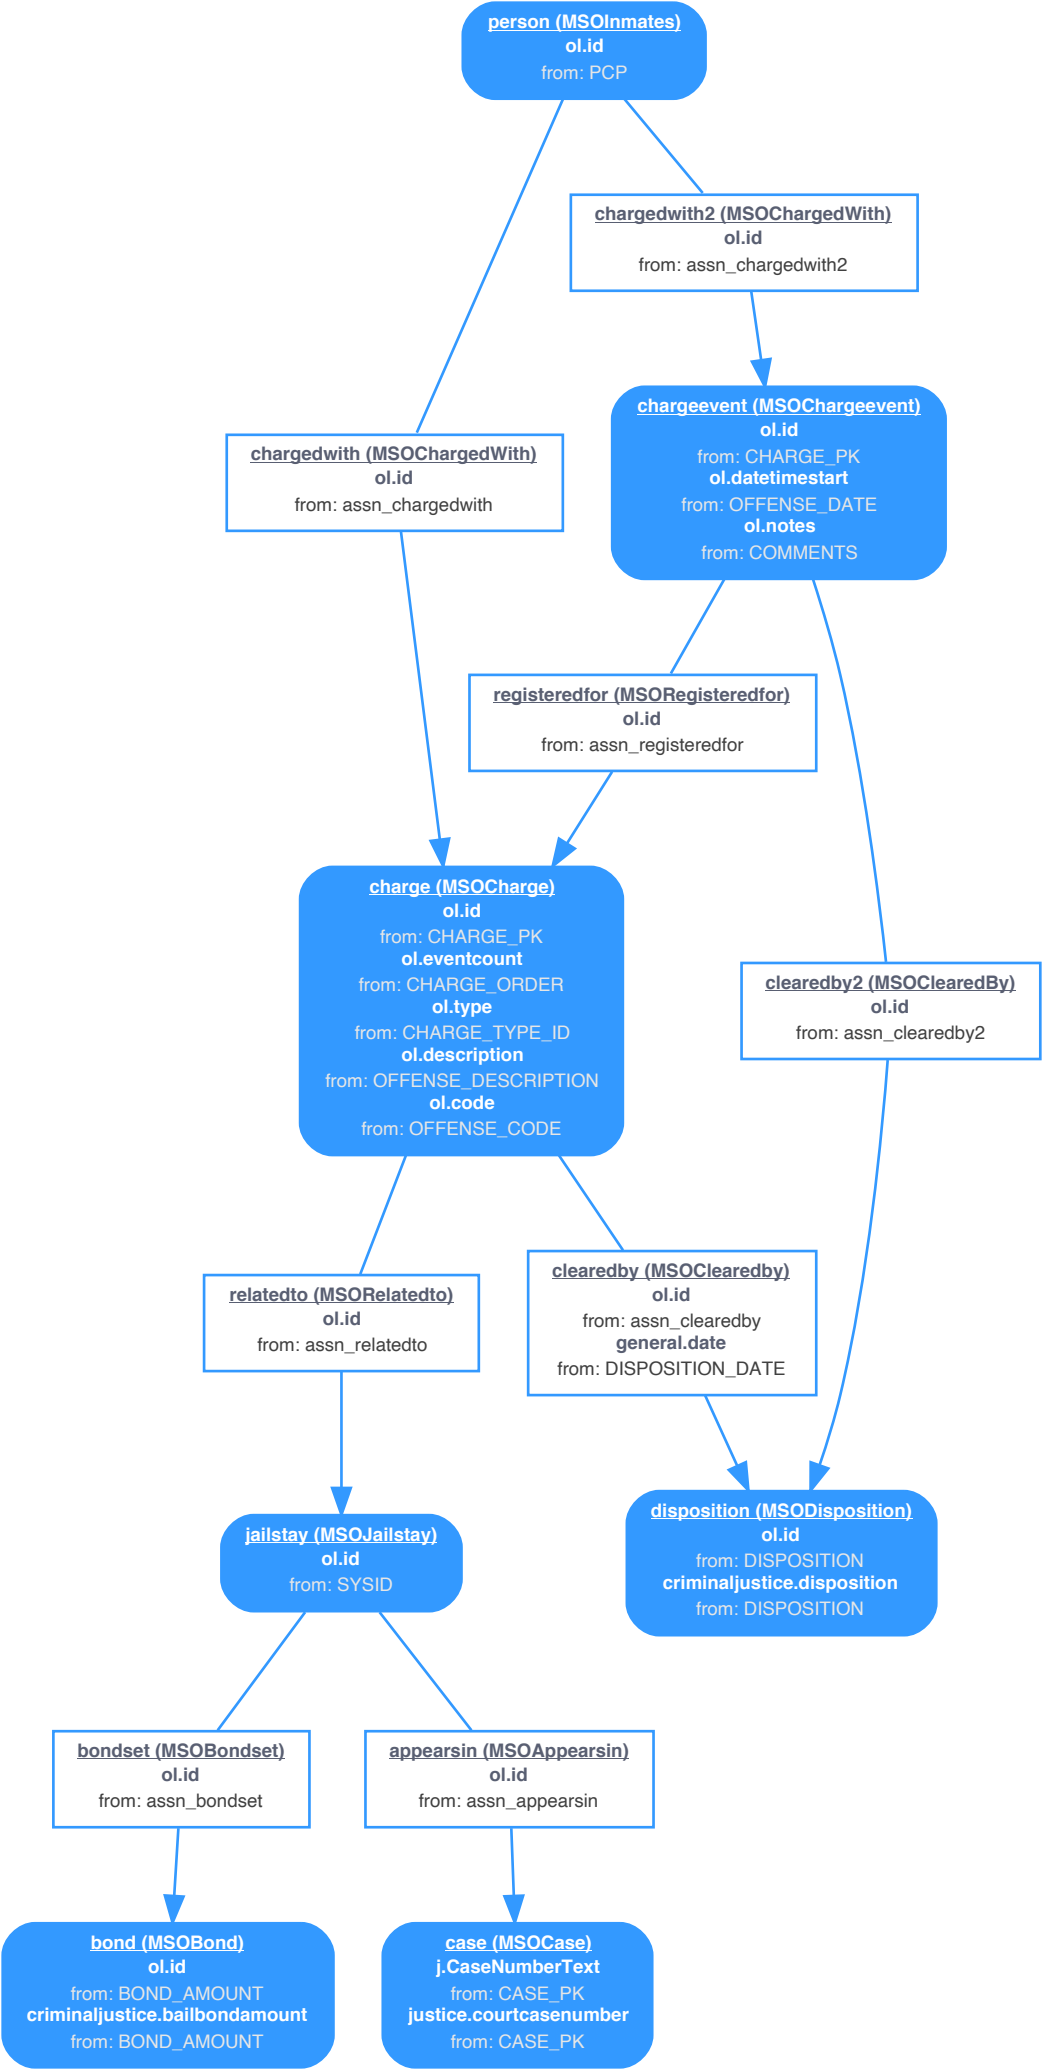 person (MSOInmates)
ol.id
from: PCP
chargedwith2 (MSOChargedWith)
ol.id
from: assn_chargedwith2
chargeevent (MSOChargeevent)
ol.id
from: CHARGE_PK
ol.datetimestart
from: OFFENSE_DATE
ol.notes
from: COMMENTS
chargedwith (MSOChargedWith)
ol.id
from: assn_chargedwith
registeredfor (MSORegisteredfor)
ol.id
from: assn_registeredfor
charge (MSOCharge)
ol.id
from: CHARGE_PK
ol.eventcount
from: CHARGE_ORDER
ol.type
from: CHARGE_TYPE_ID
ol.description
from: OFFENSE_DESCRIPTION
ol.code
from: OFFENSE_CODE
clearedby2 (MSOClearedBy)
ol.id
from: assn_clearedby2
relatedto (MSORelatedto)
ol.id
from: assn_relatedto
clearedby (MSOClearedby)
ol.id
from: assn_clearedby
general.date
from: DISPOSITION_DATE
jailstay (MSOJailstay)
ol.id
from: SYSID
disposition (MSODisposition)
ol.id
from: DISPOSITION
criminaljustice.disposition
from: DISPOSITION
bondset (MSOBondset)
ol.id
from: assn_bondset
appearsin (MSOAppearsin)
ol.id
from: assn_appearsin
bond (MSOBond)
ol.id
from: BOND_AMOUNT
criminaljustice.bailbondamount
from: BOND_AMOUNT
case (MSOCase)
j.CaseNumberText
from: CASE_PK
justice.courtcasenumber
from: CASE_PK